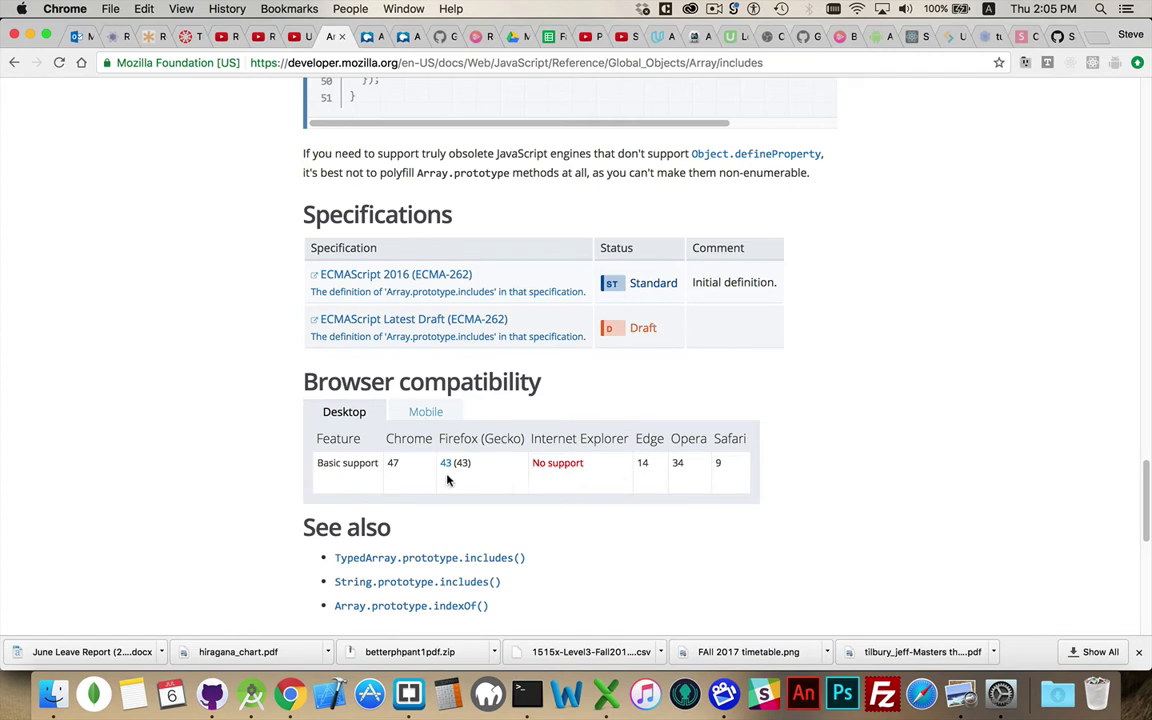 Chrome File Edit View History Bookmarks People Window Help 100% Thu 2:05 PM
Steve
Mozilla Foundation [US] https://developer.mozilla.org/en-US/docs/Web/JavaScript/Reference/Global_Objects/Array/includes
50 });
51 }
If you need to support truly obsolete JavaScript engines that don't support Object.defineProperty,
it's best not to polyfill Array.prototype methods at all, as you can't make them non-enumerable.
Specifications
Specification Status Comment
ECMAScript 2016 (ECMA-262)
The definition of 'Array.prototype.includes' in that specification.
ST Standard Initial definition.
ECMAScript Latest Draft (ECMA-262)
The definition of 'Array.prototype.includes' in that specification.
D Draft
Browser compatibility
Desktop Mobile
Feature Chrome Firefox (Gecko) Internet Explorer Edge Opera Safari
Basic support 47 43 (43) No support 14 34 9
See also
TypedArray.prototype.includes()
String.prototype.includes()
Array.prototype.indexOf()
June Leave Report (2....docx hiragana_chart.pdf betterphpant1pdf.zip 1515x-Level3-Fall201....csv FAll 2017 timetable.png tilbury_jeff-Masters th....pdf Show All